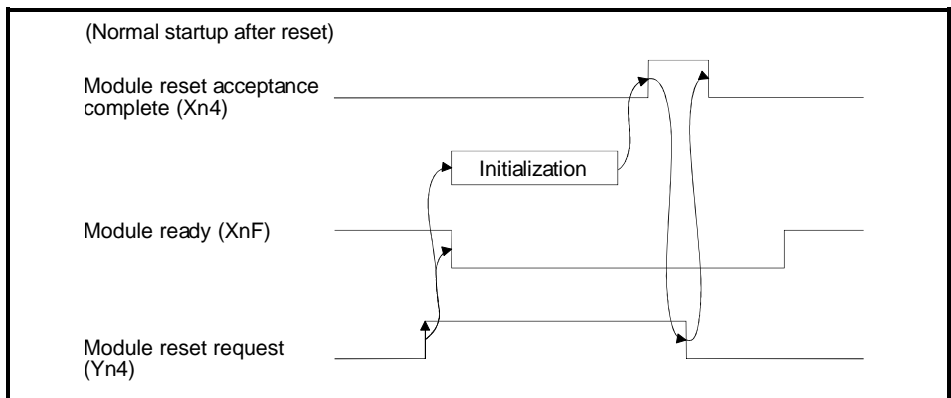 (Normal startup after reset)
Module reset acceptance
complete (Xn4)
Initialization
Module ready (XnF)
Module reset request
(Yn4)